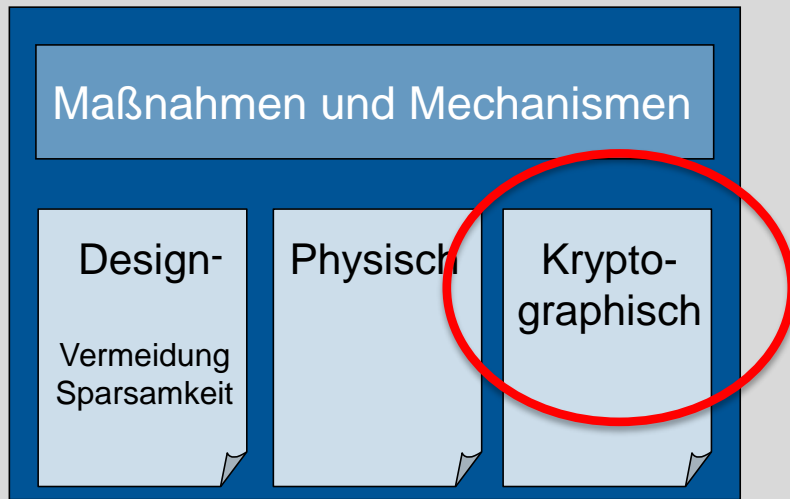 Maßnahmen und Mechanismen
Design-
Vermeidung
Sparsamkeit
Physisch
Krypto-
graphisch